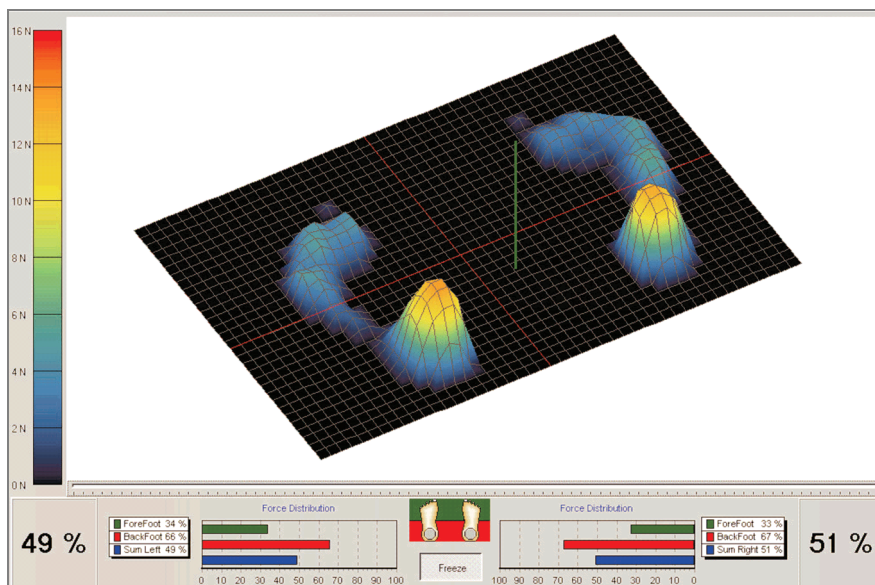 16 N
14 N
12 N
10 N
8 N
6 N
4 N
2 N
0 N
49 %
ForeFoot 34 %
BackFoot 66 %
Sum Left 49 %
Force Distribution
0 10 20 30 40 50 60 70 80 90 100
Freeze
Force Distribution
100 90 80 70 60 50 40 30 20 10 0
ForeFoot 33 %
BackFoot 67 %
Sum Right 51 %
51 %